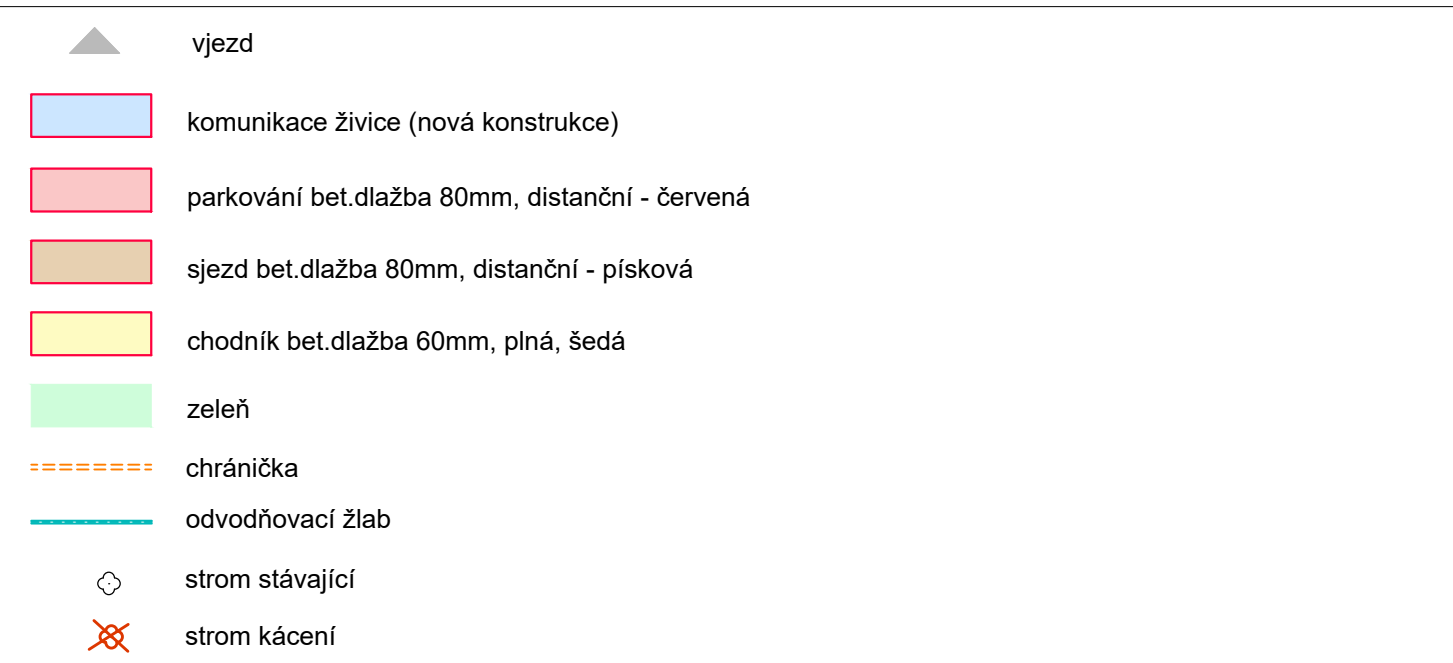 vjezd
komunikace živice (nová konstrukce)
parkování bet.dlažba 80mm, distanční - červená
sjezd bet.dlažba 80mm, distanční - písková
chodník bet.dlažba 60mm, plná, šedá
zeleň
chránička
odvodňovací žlab
strom stávající
strom kácení